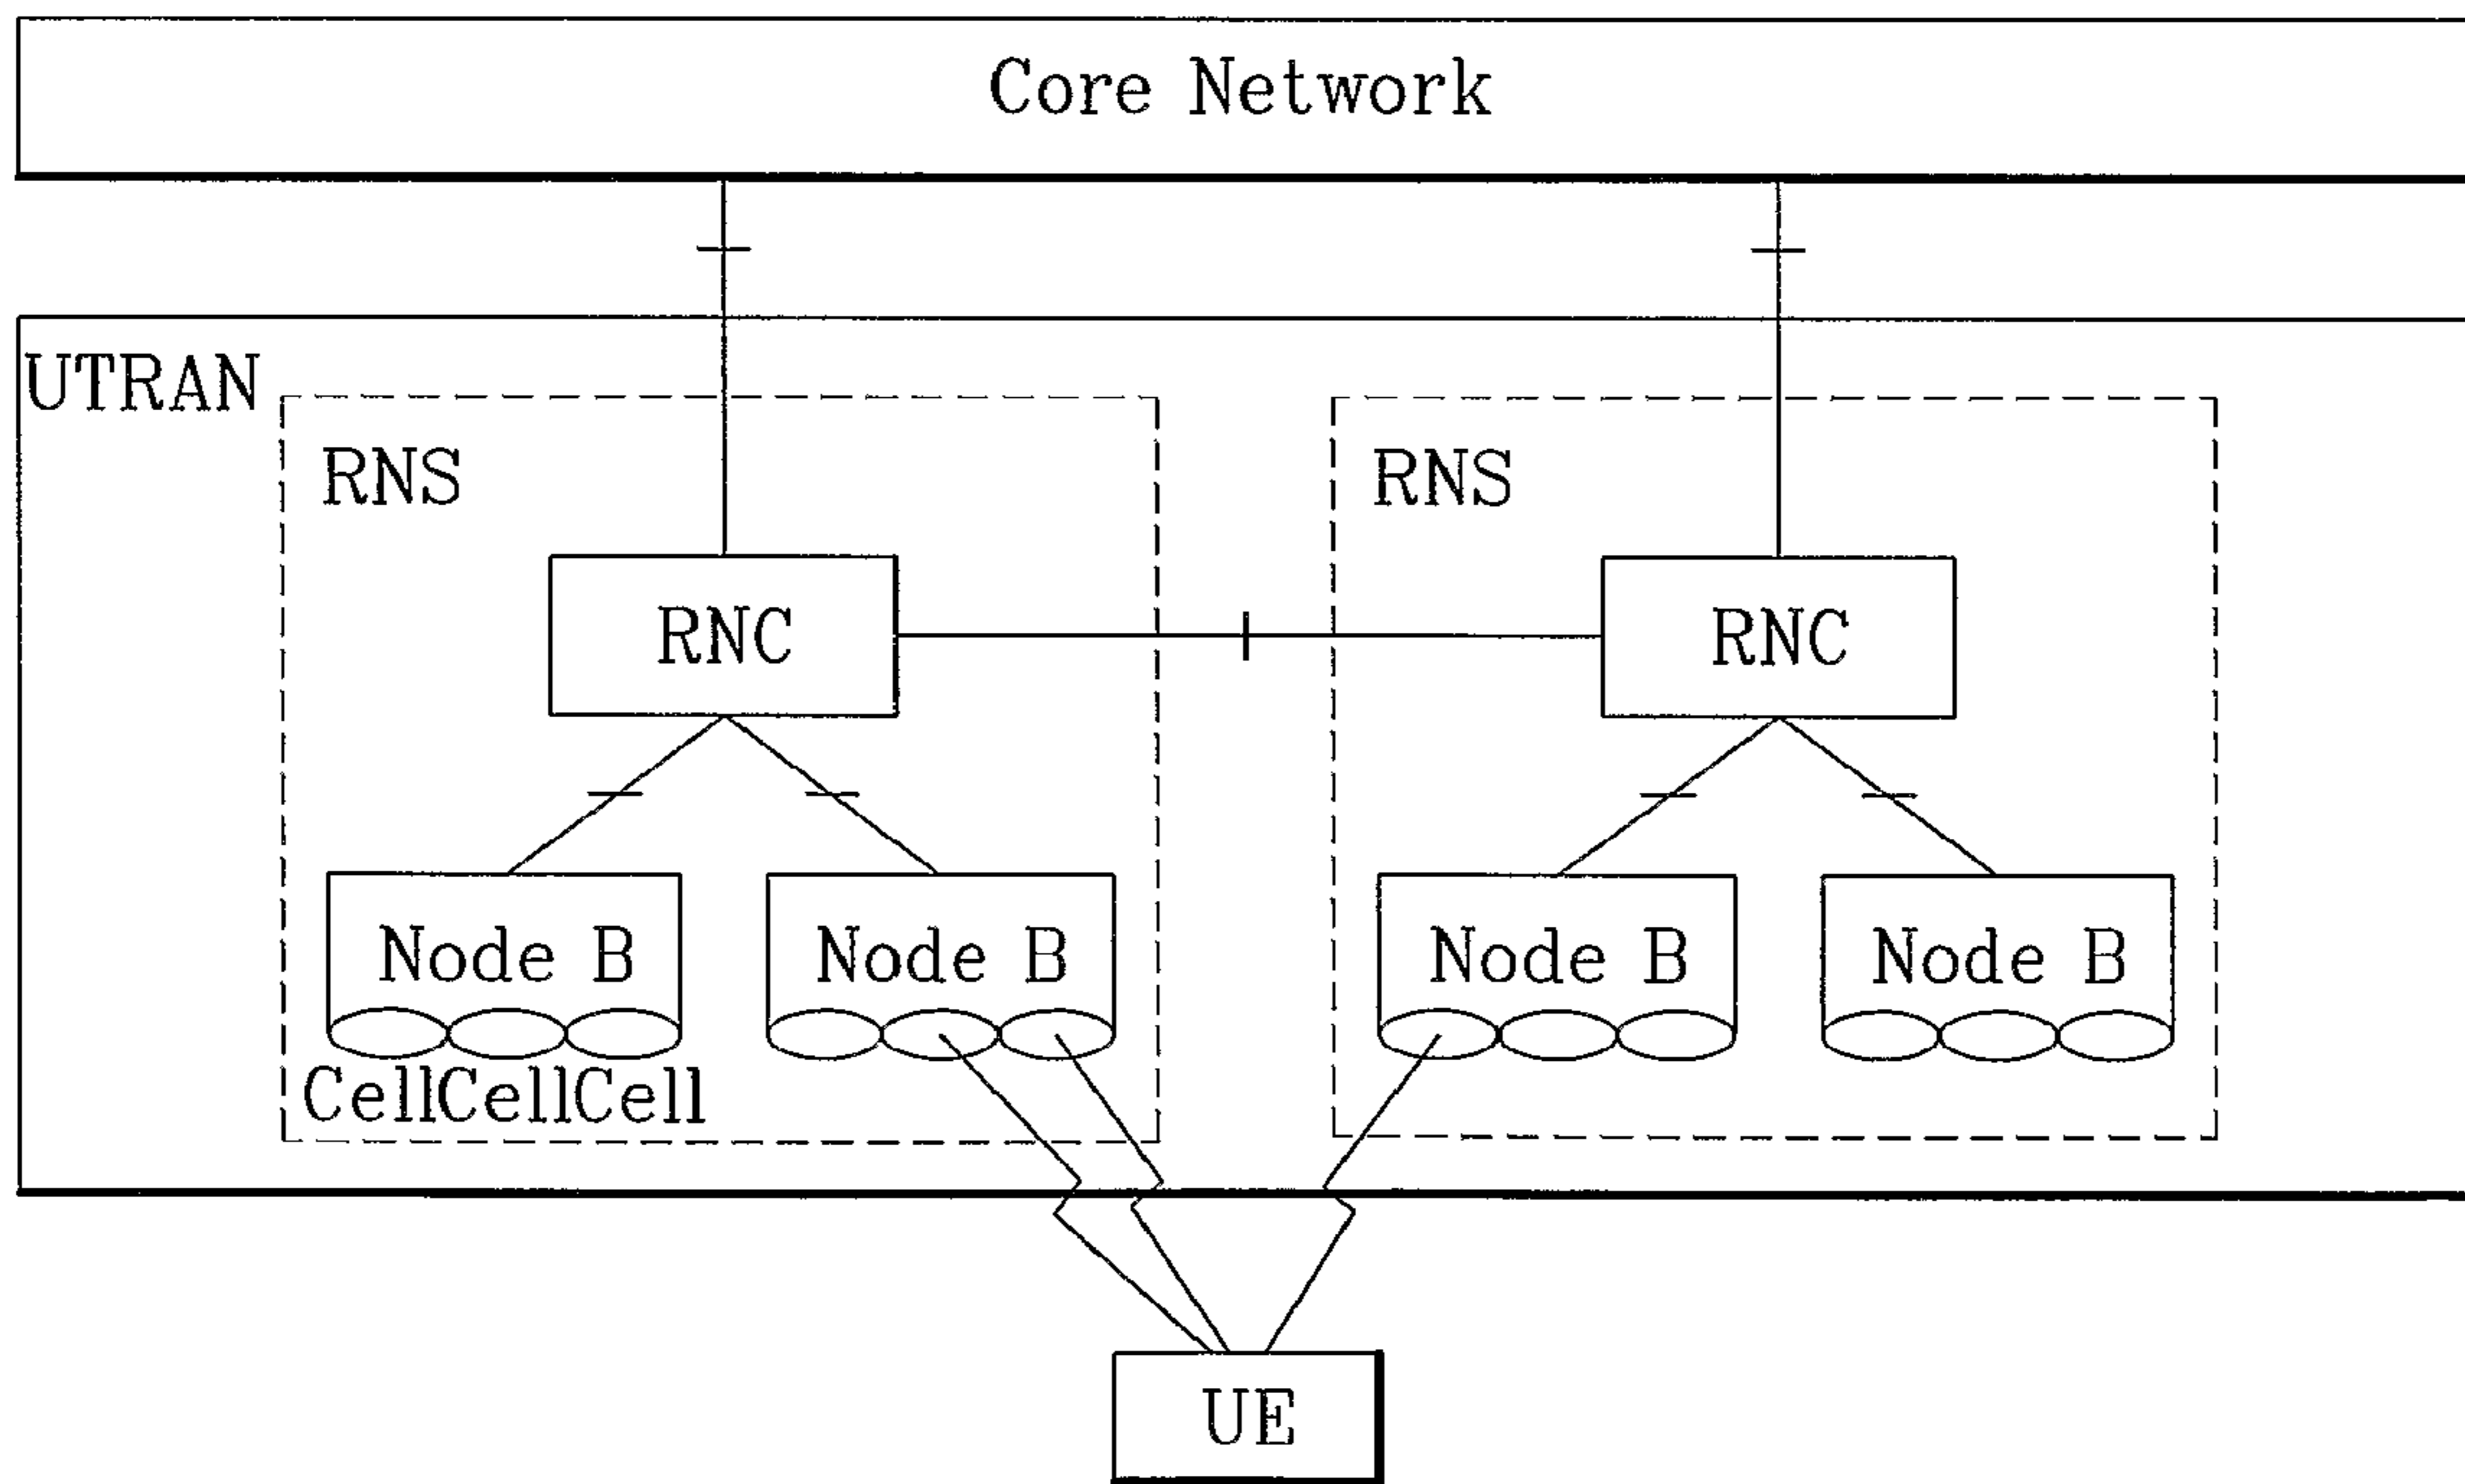 Core Network
UTRAN
RNS RNS
RNC RNC
Node B Node B Node B Node B
CellCellCell
UE